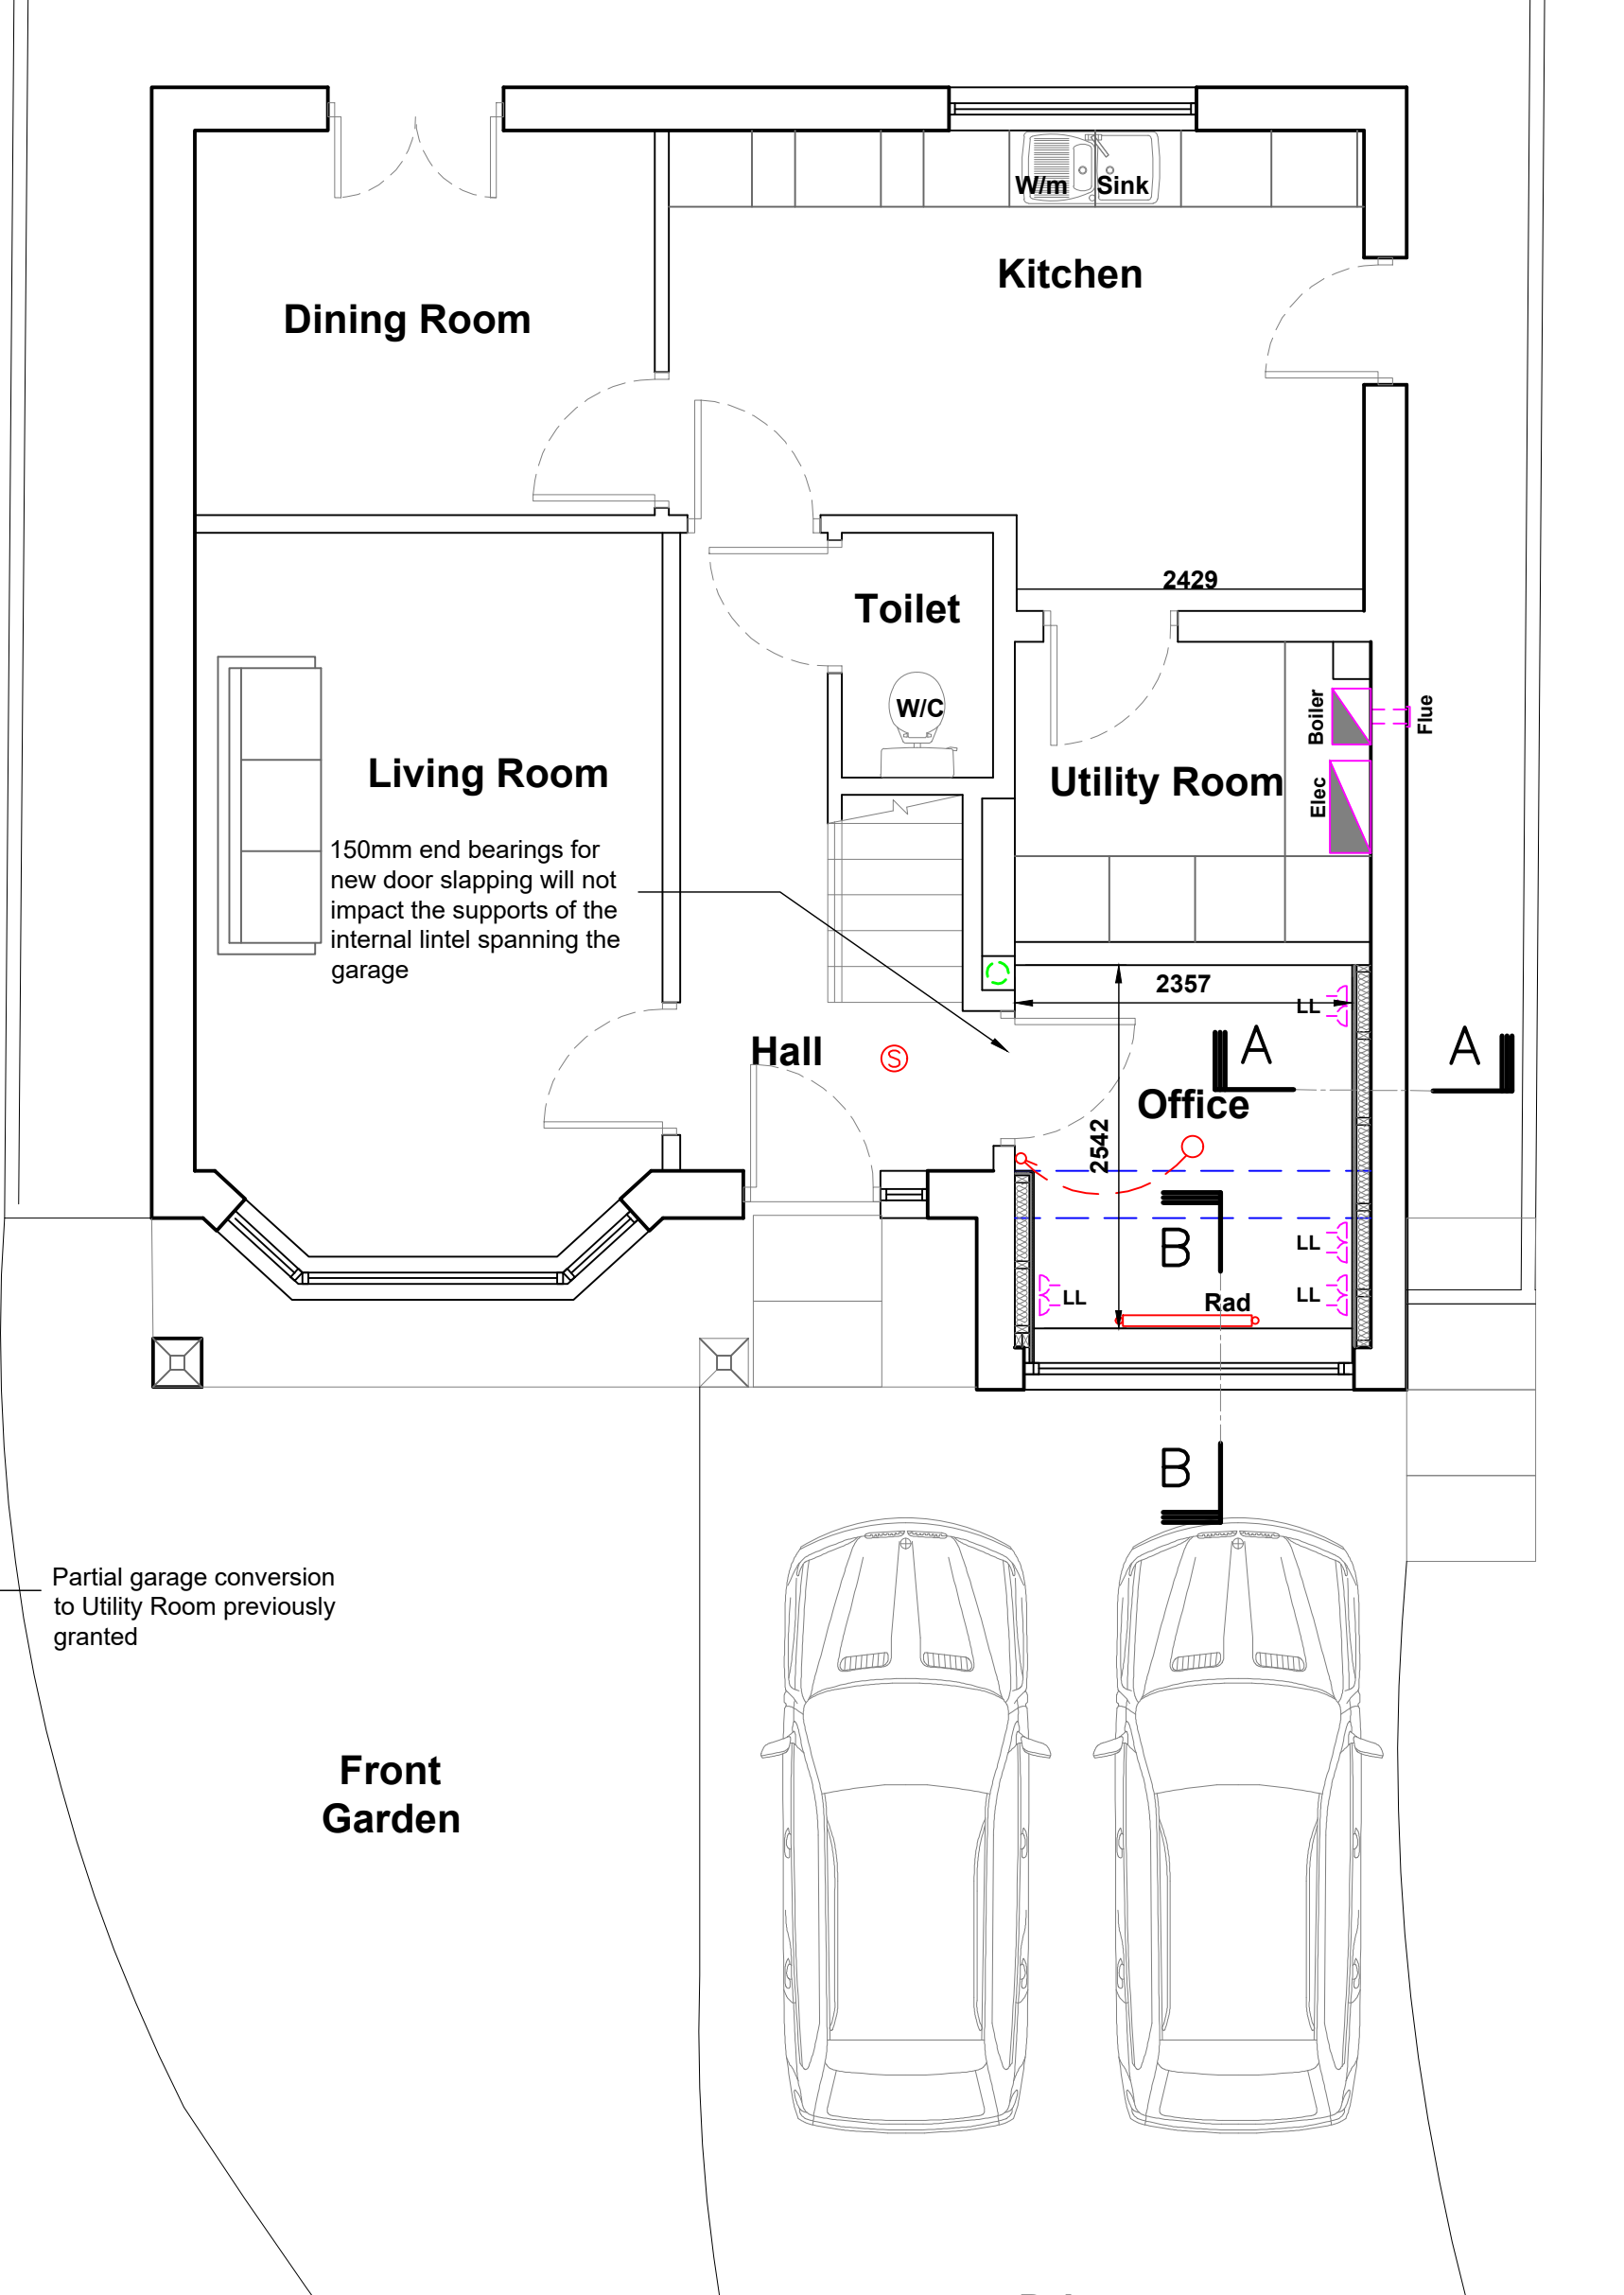 W/m
Sink
Kitchen
Dining Room
2429
Toilet
W/C
Boiler
Flue
Living Room
Utility Room
Elec
150mm end bearings for
new door slapping will not
impact the supports of the
internal lintel spanning the
garage
2357
LL
Hall
S
A
A
Office
2542
B
LL
LL
LL
Rad
B
Partial garage conversion
to Utility Room previously
granted
Front
Garden